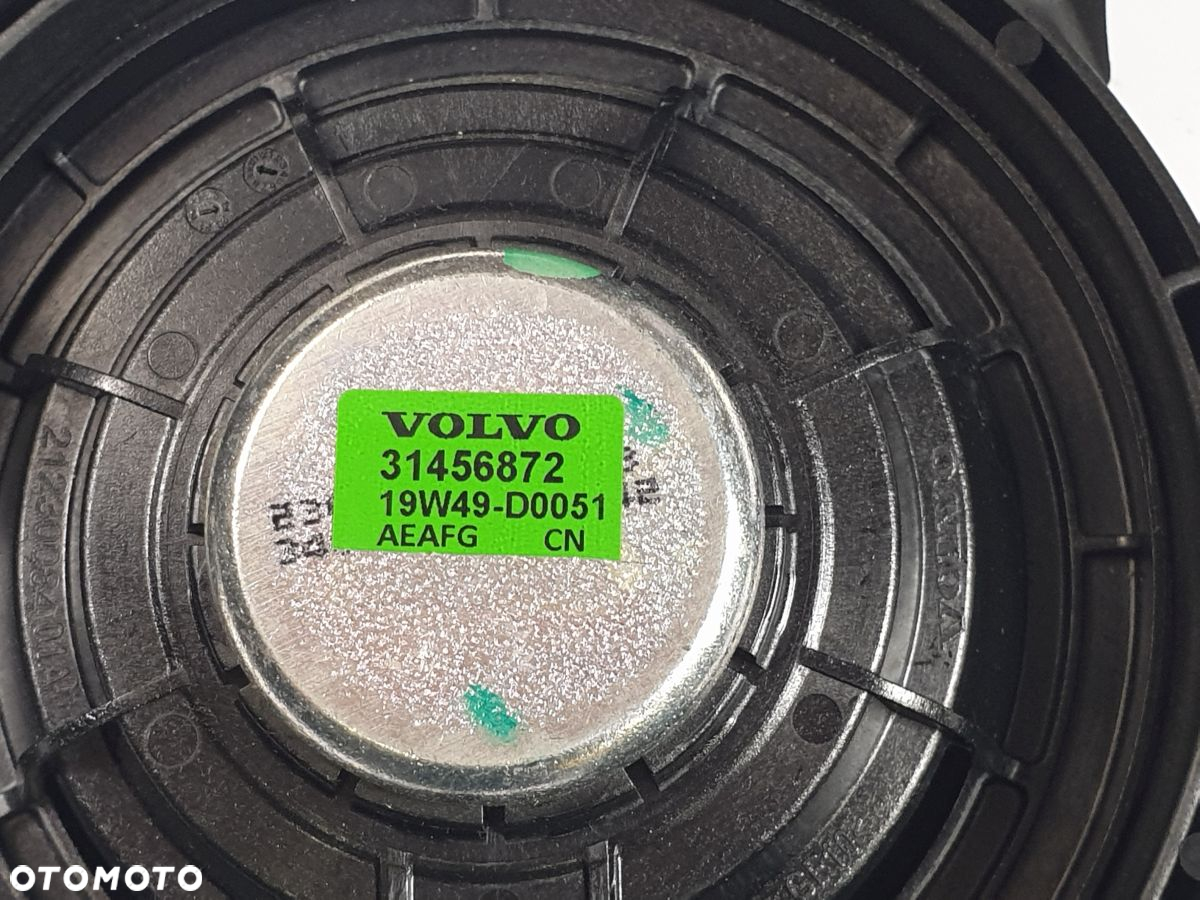 VOLVO
31456872
19W49-D0051
AEAFG CN
OTOMOTO